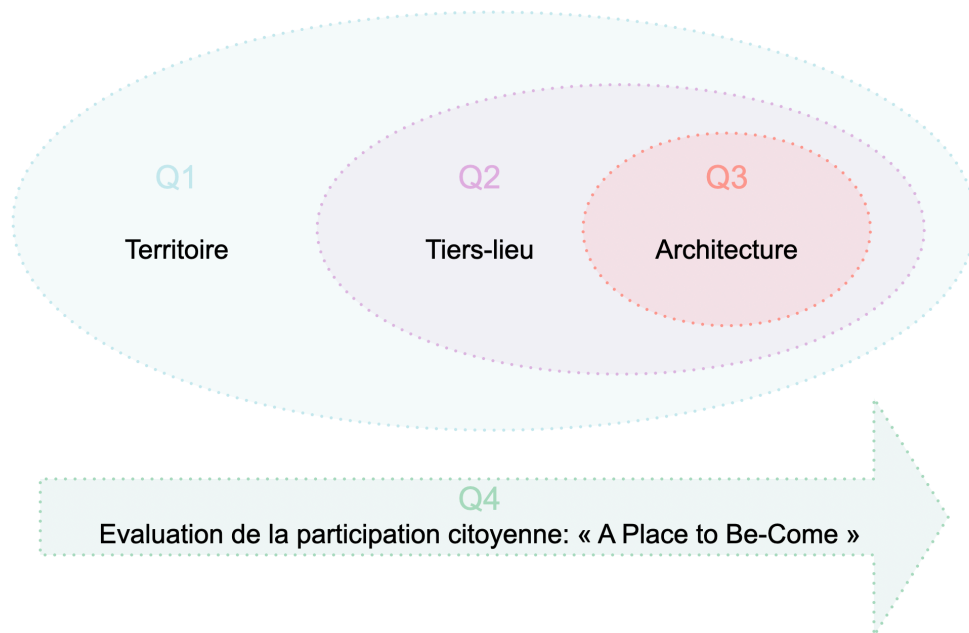 Q1
Q2
Q3
Territoire
Tiers-lieu
Architecture
Q4
Evaluation de la participation citoyenne: « A Place to Be-Come »